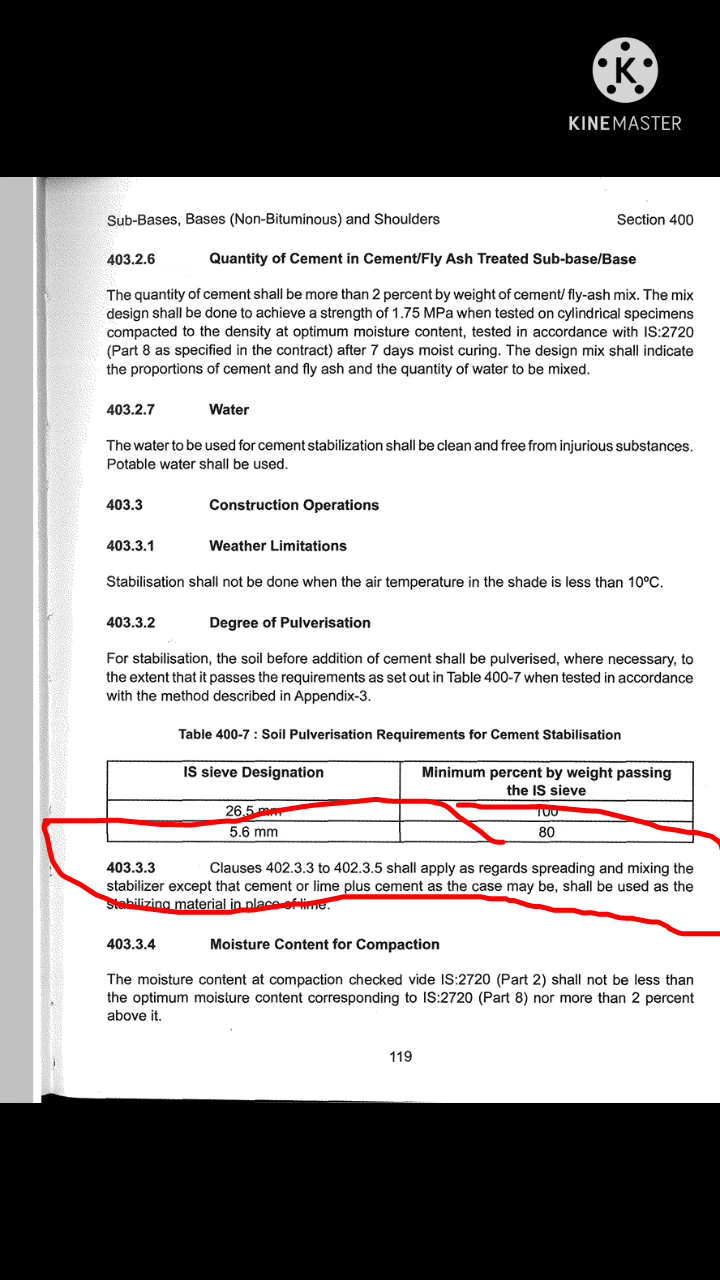 K
KINEMASTER
Sub-Bases, Bases (Non-Bituminous) and Shoulders Section 400
403.2.6 Quantity of Cement in Cement/Fly Ash Treated Sub-base/Base
The quantity of cement shall be more than 2 percent by weight of cement/ fly-ash mix. The mix
design shall be done to achieve a strength of 1.75 MPa when tested on cylindrical specimens
compacted to the density at optimum moisture content, tested in accordance with IS:2720
(Part 8 as specified in the contract) after 7 days moist curing. The design mix shall indicate
the proportions of cement and fly ash and the quantity of water to be mixed.
403.2.7 Water
The water to be used for cement stabilization shall be clean and free from injurious substances.
Potable water shall be used.
403.3 Construction Operations
403.3.1 Weather Limitations
Stabilisation shall not be done when the air temperature in the shade is less than 10ºC.
403.3.2 Degree of Pulverisation
For stabilisation, the soil before addition of cement shall be pulverised, where necessary, to
the extent that it passes the requirements as set out in Table 400-7 when tested in accordance
with the method described in Appendix-3.
Table 400-7 : Soil Pulverisation Requirements for Cement Stabilisation
IS sieve Designation Minimum percent by weight passing
the IS sieve
26.5 mm 100
5.6 mm 80
403.3.3 Clauses 402.3.3 to 402.3.5 shall apply as regards spreading and mixing the
stabilizer except that cement or lime plus cement as the case may be, shall be used as the
stabilizing material in place of lime.
403.3.4 Moisture Content for Compaction
The moisture content at compaction checked vide IS:2720 (Part 2) shall not be less than
the optimum moisture content corresponding to IS:2720 (Part 8) nor more than 2 percent
above it.
119